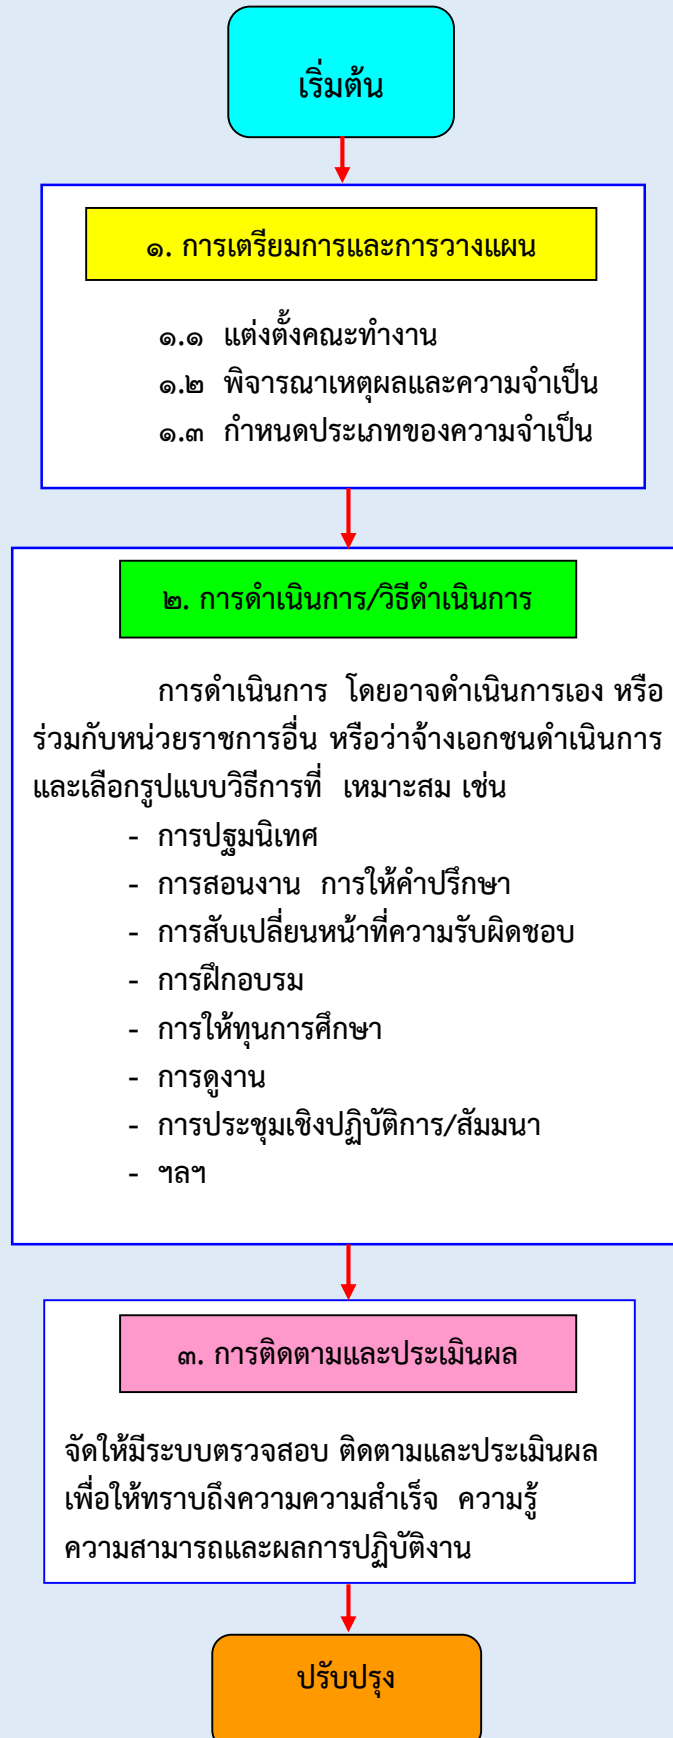 เริ่มต้น
๑. การเตรียมการและการวางแผน
๑.๑ แต่งตั้งคณะทำงาน
๑.๒ พิจารณาเหตุผลและความจำเป็น
๑.๓ กำหนดประเภทของความจำเป็น
๒. การดำเนินการ/วิธีดำเนินการ
การดำเนินการ โดยอาจดำเนินการเอง หรือ
ร่วมกับหน่วยราชการอื่น หรือว่าจ้างเอกชนดำเนินการ
และเลือกรูปแบบวิธีการที่ เหมาะสม เช่น
- การปฐมนิเทศ
- การสอนงาน การให้คำปรึกษา
- การสับเปลี่ยนหน้าที่ความรับผิดชอบ
- การฝึกอบรม
- การให้ทุนการศึกษา
- การดูงาน
- การประชุมเชิงปฏิบัติการ/สัมมนา
- ฯลฯ
๓. การติดตามและประเมินผล
จัดให้มีระบบตรวจสอบ ติดตามและประเมินผล
เพื่อให้ทราบถึงความความสำเร็จ ความรู้
ความสามารถและผลการปฏิบัติงาน
ปรับปรุง